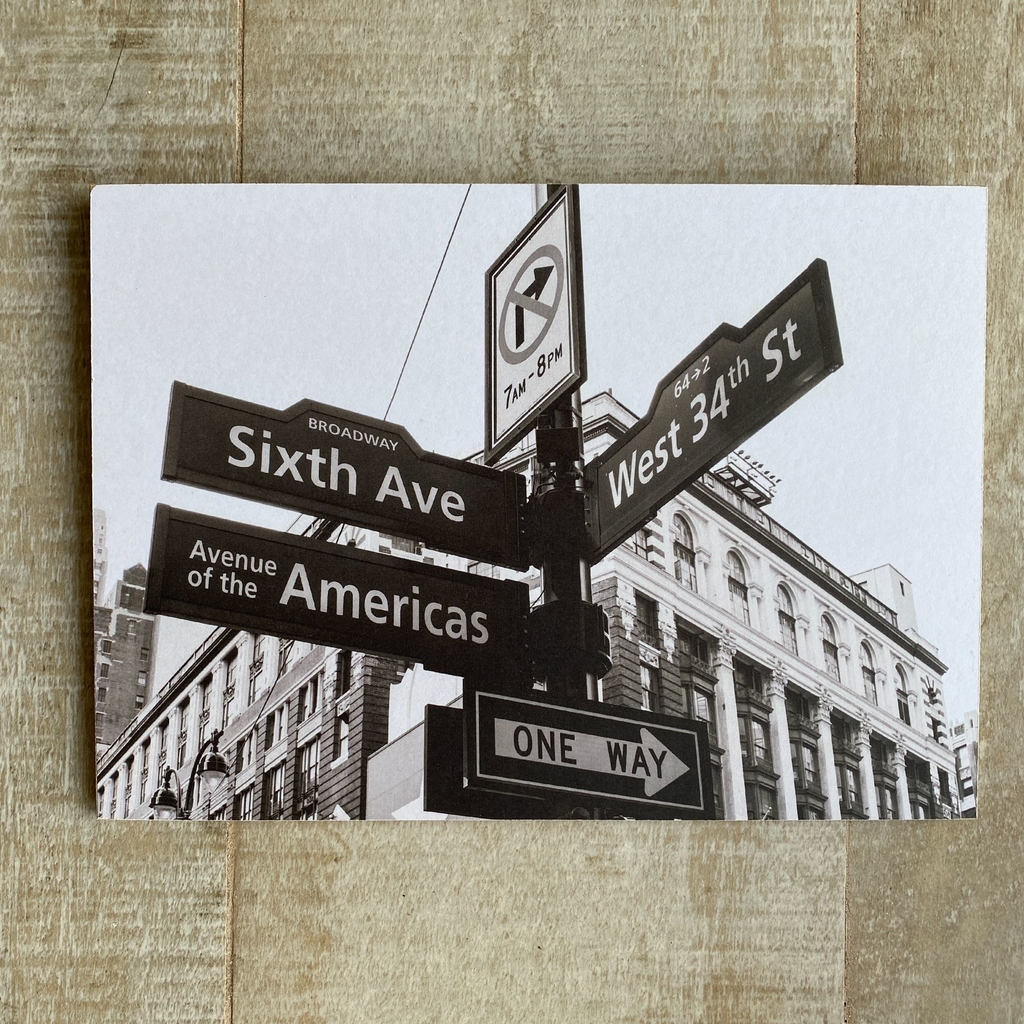 7AM-8PM
64→2
West 34th St
BROADWAY
Sixth Ave
Avenue
of the
Americas
ONE WAY